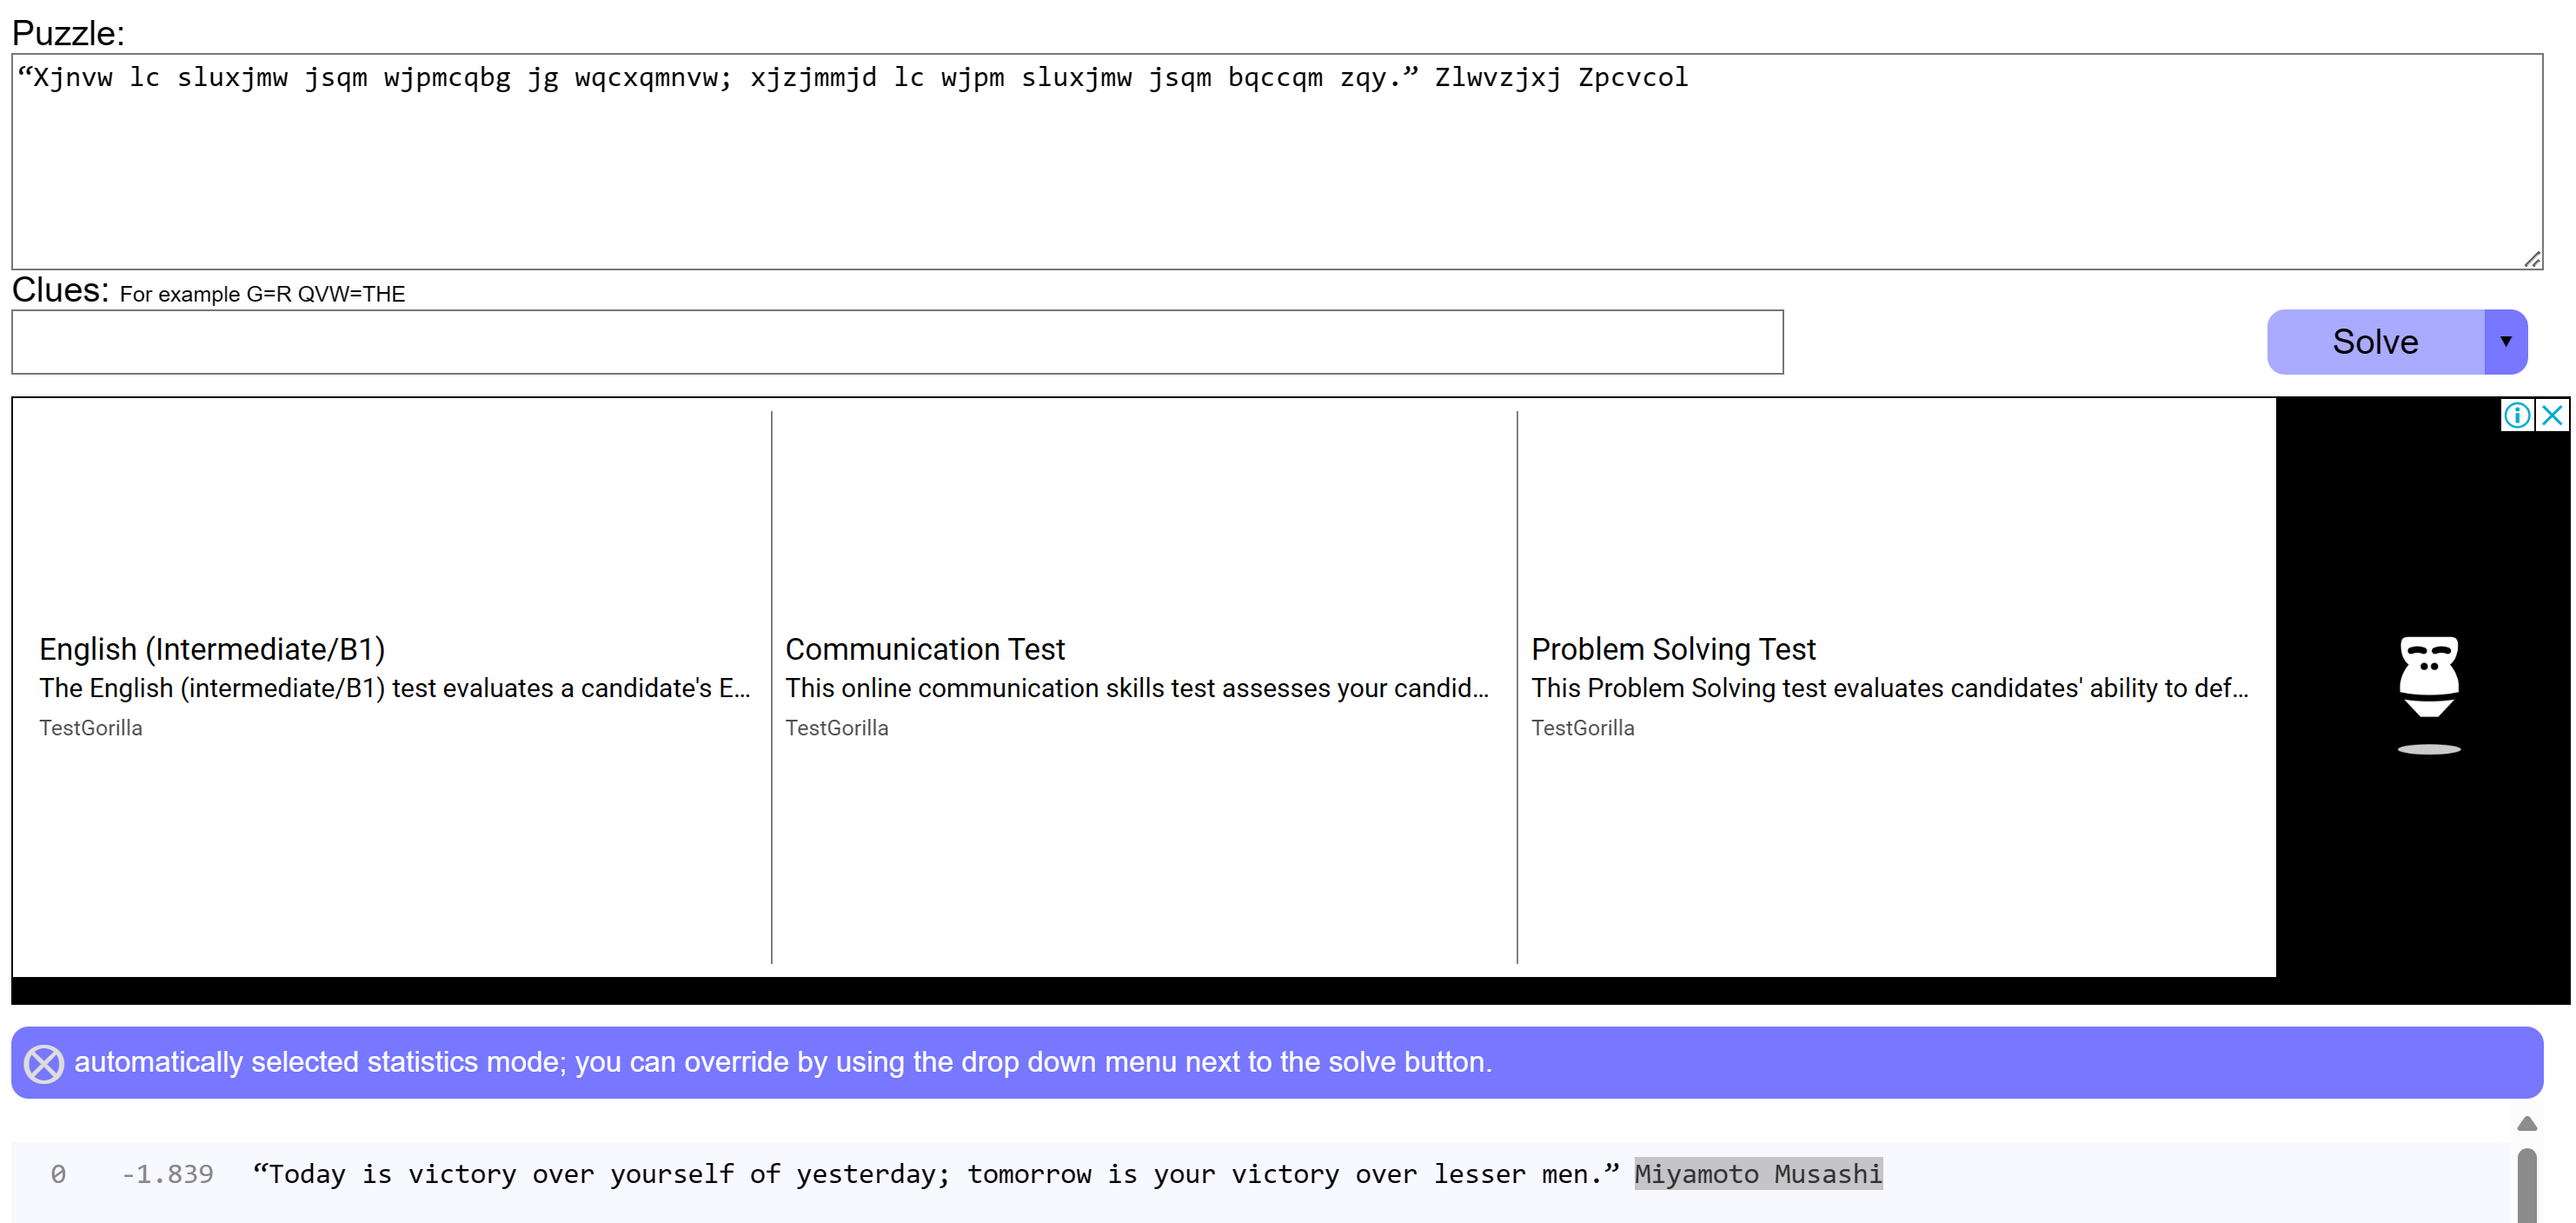 Puzzle:
“Xjnvw lc sluxjmw jsqm wjpmcqbg jg wqcxqmnvw; xjzjmmjd lc wjpm sluxjmw jsqm bqccqm zqy.” Zlwvzjxj Zpcvcol
Clues: For example G=R QVW=THE
Solve
English (Intermediate/B1)
The English (intermediate/B1) test evaluates a candidate's E...
TestGorilla
Communication Test
This online communication skills test assesses your candid...
TestGorilla
Problem Solving Test
This Problem Solving test evaluates candidates' ability to def...
TestGorilla
automatically selected statistics mode; you can override by using the drop down menu next to the solve button.
0 -1.839 “Today is victory over yourself of yesterday; tomorrow is your victory over lesser men.” Miyamoto Musashi